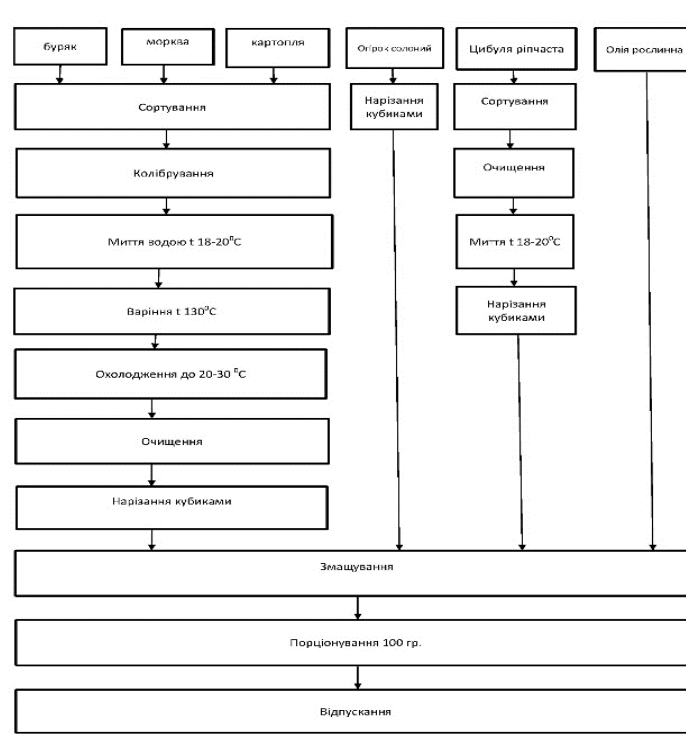 буряк
морква
картопля
Огірок солоний
Цибуля ріпчаста
Олія рослинна
Сортування
Нарізання
кубиками
Сортування
Колібрування
Очищення
Миття водою t 18-20⁰С
Миття t 18-20⁰С
Варіння t 130⁰С
Нарізання
кубиками
Охолодження до 20-30 ⁰С
Очищення
Нарізання кубиками
Змащування
Порціонування 100 гр.
Відпускання